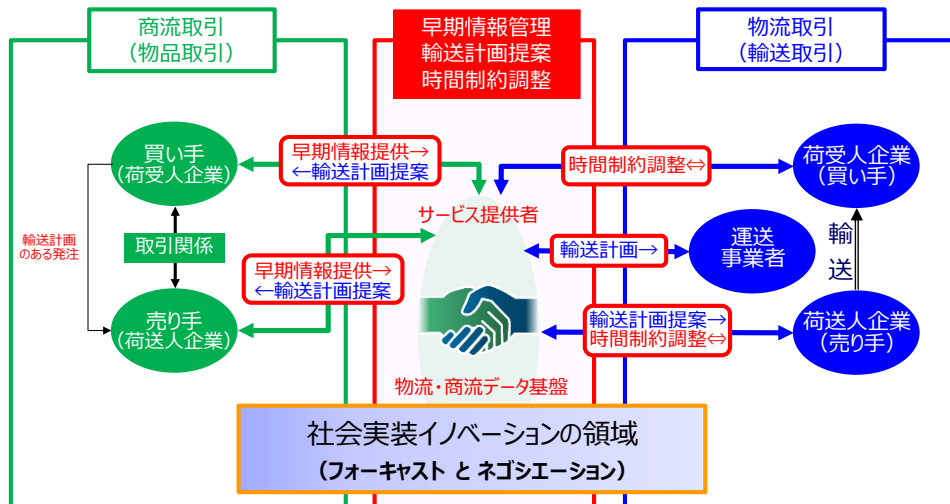 商流取引
（物品取引）
早期情報管理
輸送計画提案
時間制約調整
物流取引
（輸送取引）
買い手
（荷受人企業）
早期情報提供→
←輸送計画提案
時間制約調整⇔
荷受人企業
（買い手）
サービス提供者
輸送計画
のある発注
取引関係
早期情報提供→
←輸送計画提案
輸送計画→
運送
事業者
輸送
売り手
（荷送人企業）
輸送計画提案→
時間制約調整⇔
荷送人企業
（売り手）
物流・商流データ基盤
社会実装イノベーションの領域
（フォーキャスト と ネゴシエーション）